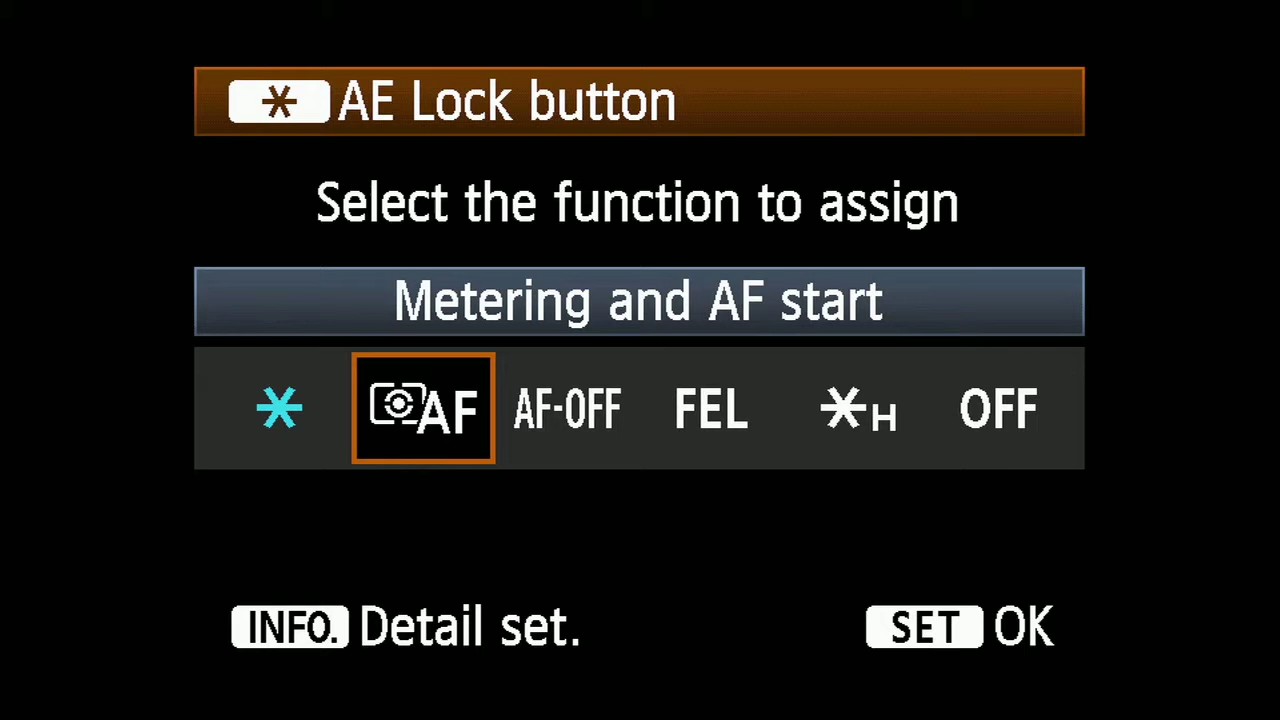 * AE Lock button
Select the function to assign
Metering and AF start
* AF AF-OFF FEL *H OFF
INFO. Detail set. SET OK